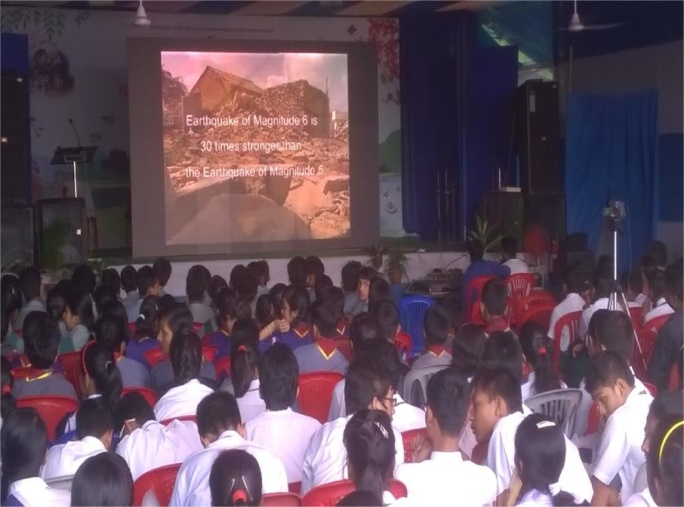 Earthquake of Magnitude 6 is
30 times stronger than
the Earthquake of Magnitude 5